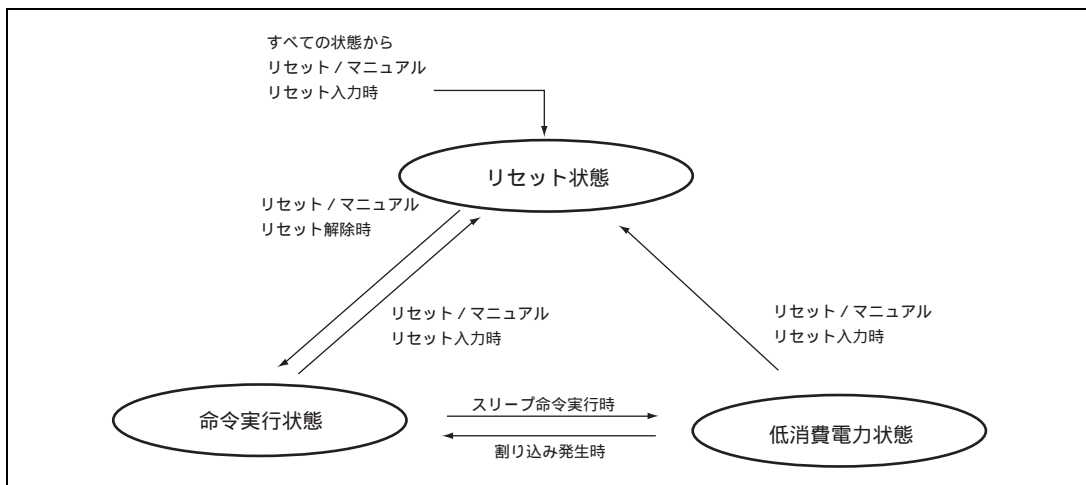 すべての状態から
リセット / マニュアル
リセット入力時
リセット状態
リセット / マニュアル
リセット解除時
リセット / マニュアル
リセット入力時
リセット / マニュアル
リセット入力時
命令実行状態
スリープ命令実行時
割り込み発生時
低消費電力状態